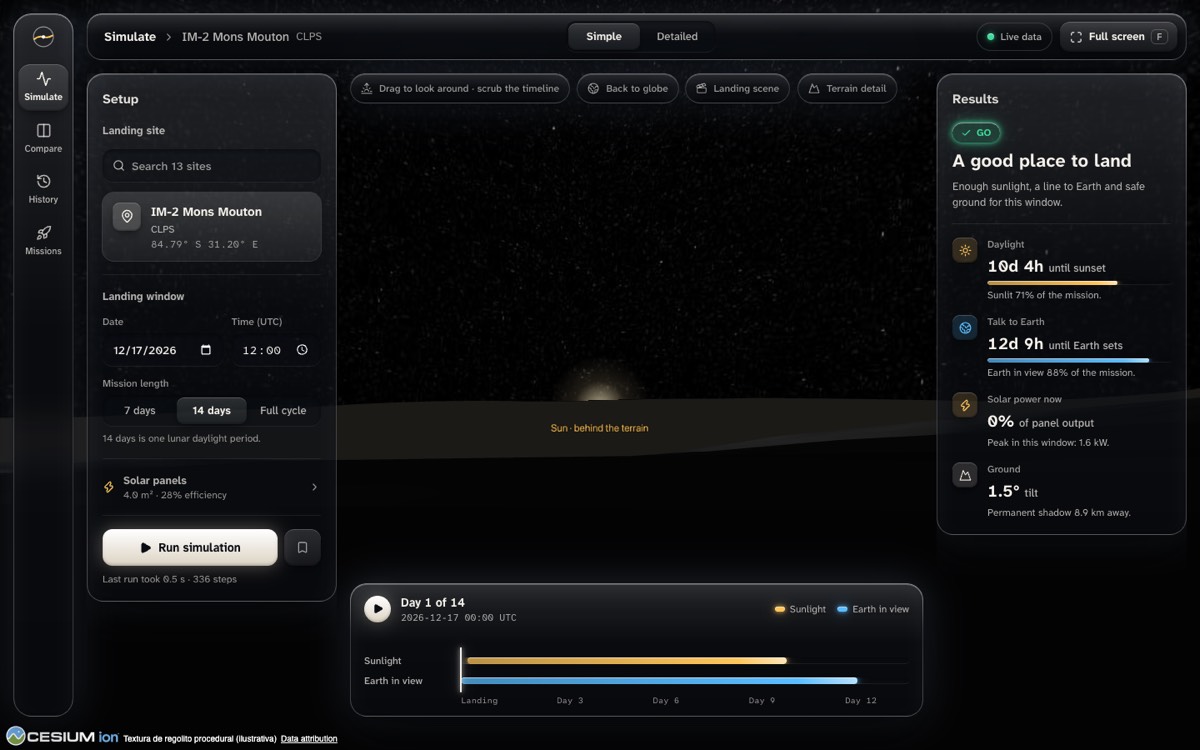 Simulate > IM-2 Mons Mouton CLPS
Simple
Detailed
Live data
Full screen F
Simulate
Compare
History
Missions
Setup
Landing site
Search 13 sites
IM-2 Mons Mouton
CLPS
84.79° S 31.20° E
Landing window
Date
Time (UTC)
12/17/2026
12:00
Mission length
7 days
14 days
Full cycle
14 days is one lunar daylight period.
Solar panels
4.0 m² · 28% efficiency
Run simulation
Last run took 0.5 s · 336 steps
Drag to look around · scrub the timeline
Back to globe
Landing scene
Terrain detail
Sun · behind the terrain
Results
GO
A good place to land
Enough sunlight, a line to Earth and safe
ground for this window.
Daylight
10d 4h until sunset
Sunlit 71% of the mission.
Talk to Earth
12d 9h until Earth sets
Earth in view 88% of the mission.
Solar power now
0% of panel output
Peak in this window: 1.6 kW.
Ground
1.5° tilt
Permanent shadow 8.9 km away.
Day 1 of 14
2026-12-17 00:00 UTC
Sunlight
Earth in view
Sunlight
Earth in view
Landing
Day 3
Day 6
Day 9
Day 12
CESIUM ion Textura de regolito procedural (ilustrativa) Data attribution